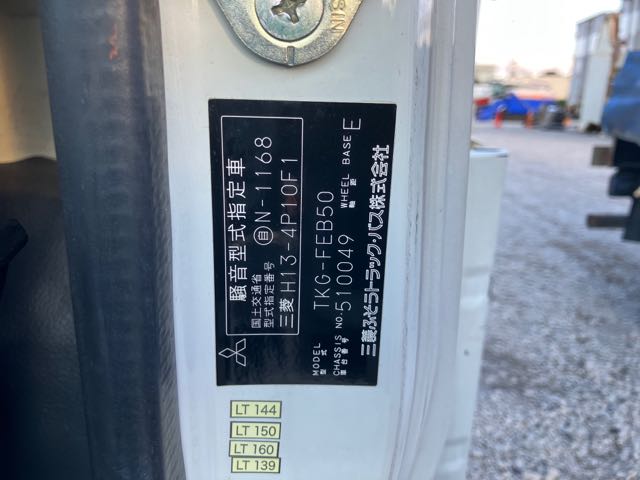 SIN
騒音型式指定車
国土交通省
型式指定番号
自N-1168
三菱 H13-4P10F1
MODEL
型式
TKG-FEB50
CHASSIS NO.
車台番号
510049
WHEEL BASE
軸距
E
三菱ふそうトラック・バス株式会社
LT 144
LT 150
LT 160
LT 139